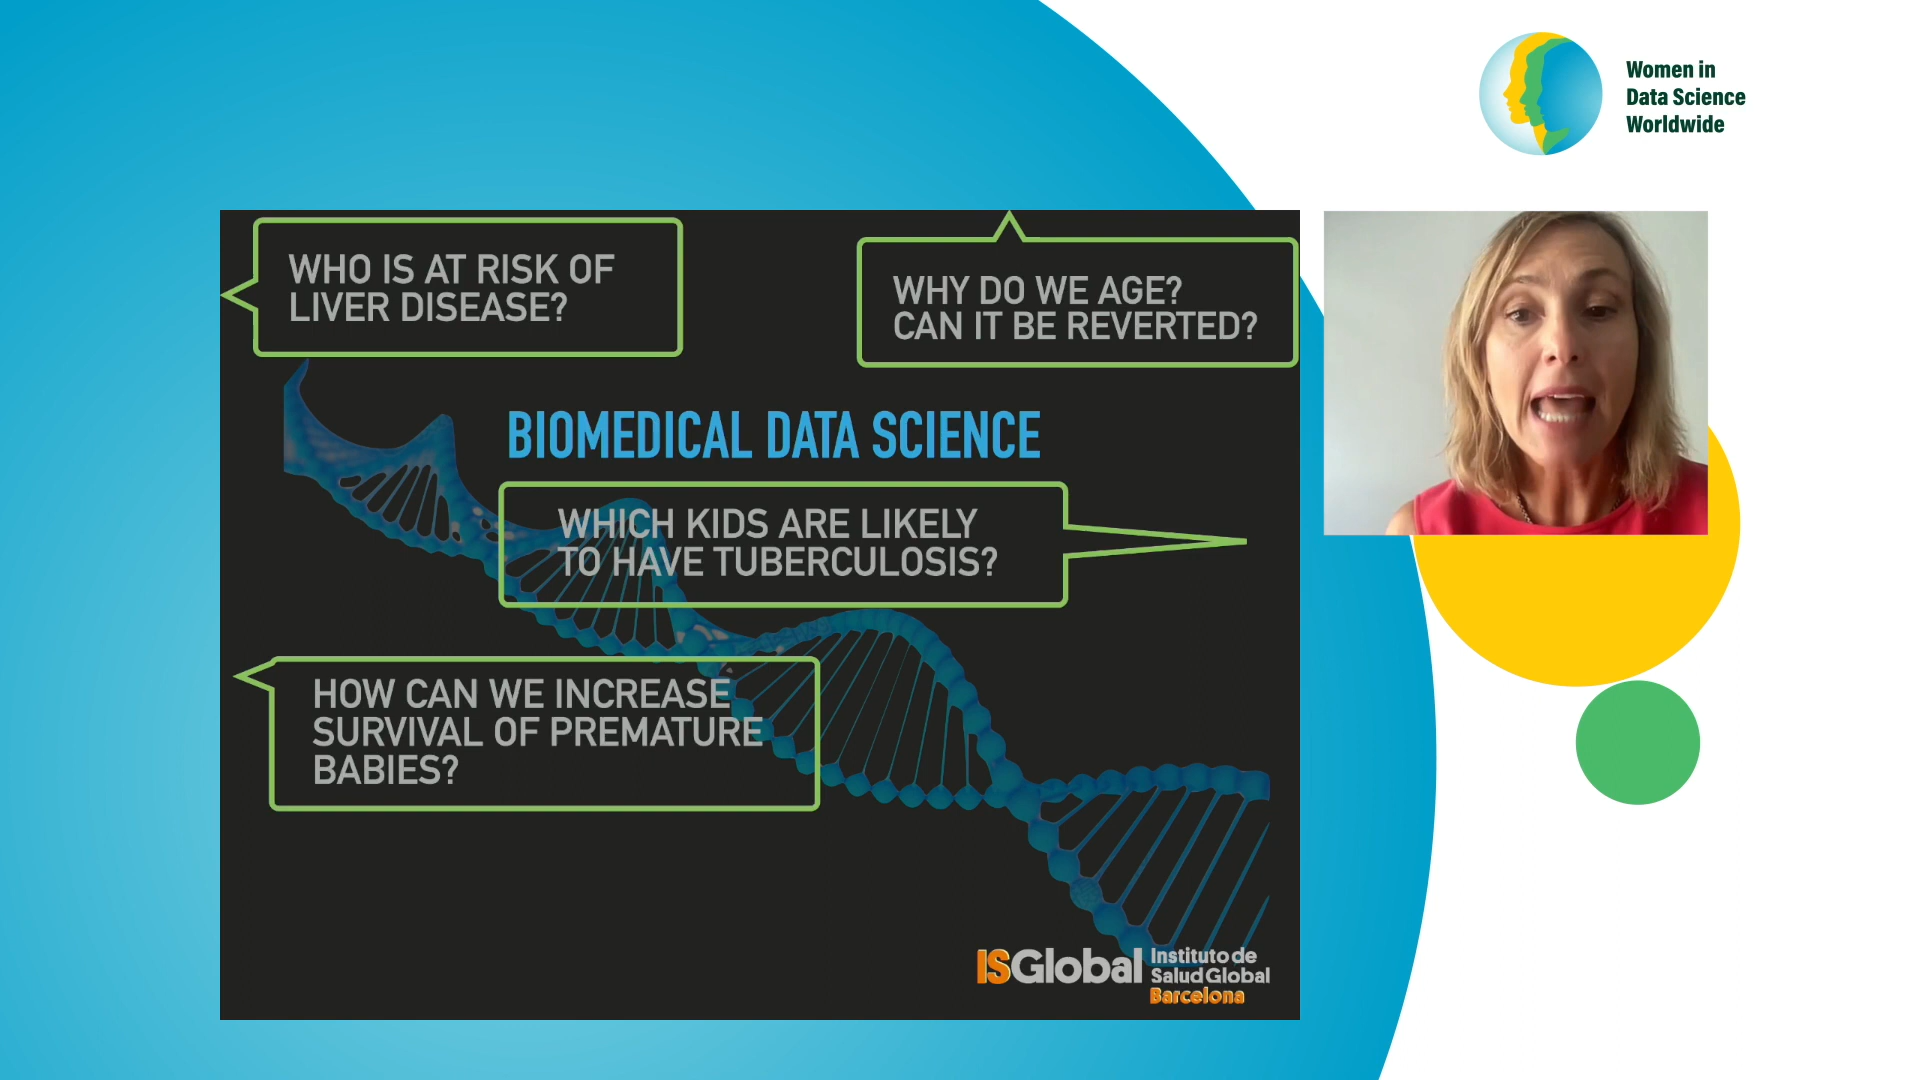 Women in
Data Science
Worldwide
WHO IS AT RISK OF
LIVER DISEASE?
WHY DO WE AGE?
CAN IT BE REVERTED?
BIOMEDICAL DATA SCIENCE
WHICH KIDS ARE LIKELY
TO HAVE TUBERCULOSIS?
HOW CAN WE INCREASE
SURVIVAL OF PREMATURE
BABIES?
ISGlobal
Instituto de
Salud Global
Barcelona